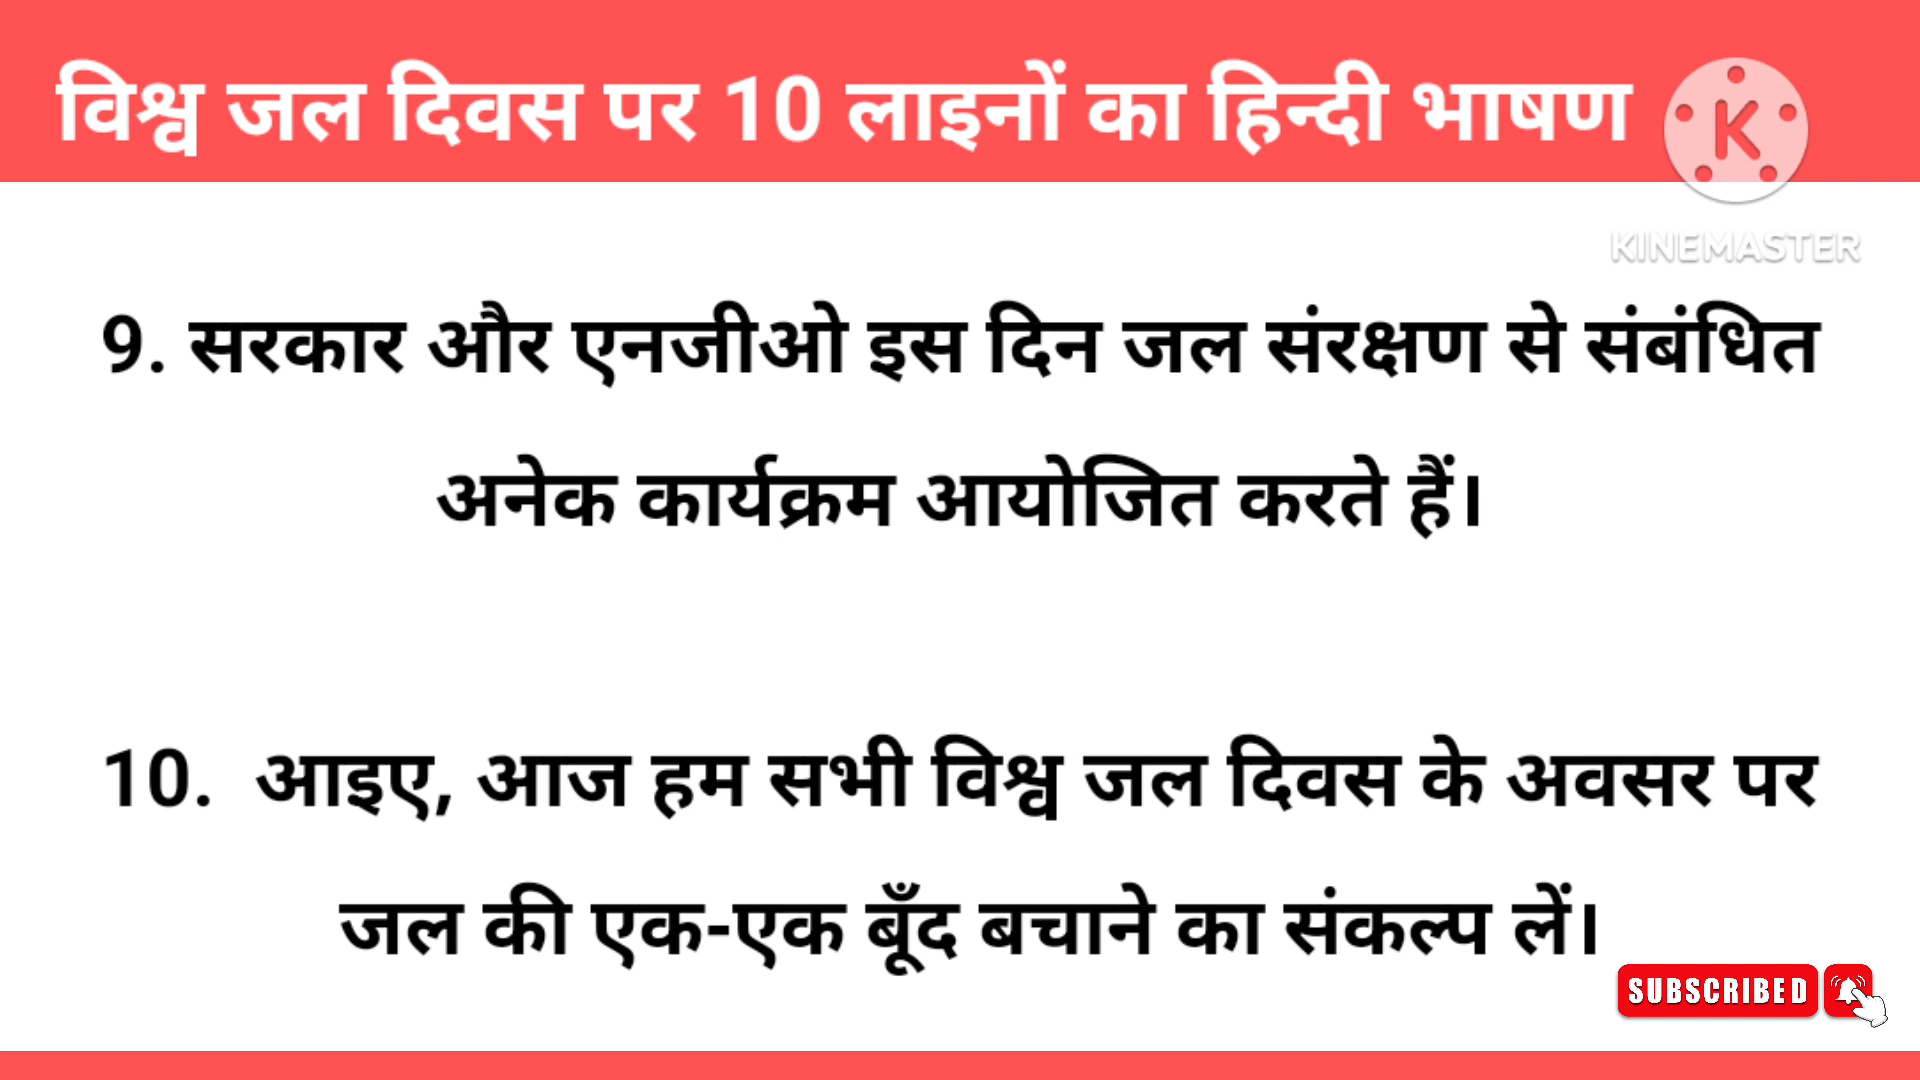 विश्व जल दिवस पर 10 लाइनों का हिन्दी भाषण
KINEMASTER
9. सरकार और एनजीओ इस दिन जल संरक्षण से संबंधित
अनेक कार्यक्रम आयोजित करते हैं।
10. आइए, आज हम सभी विश्व जल दिवस के अवसर पर
जल की एक-एक बूँद बचाने का संकल्प लें।
SUBSCRIBED